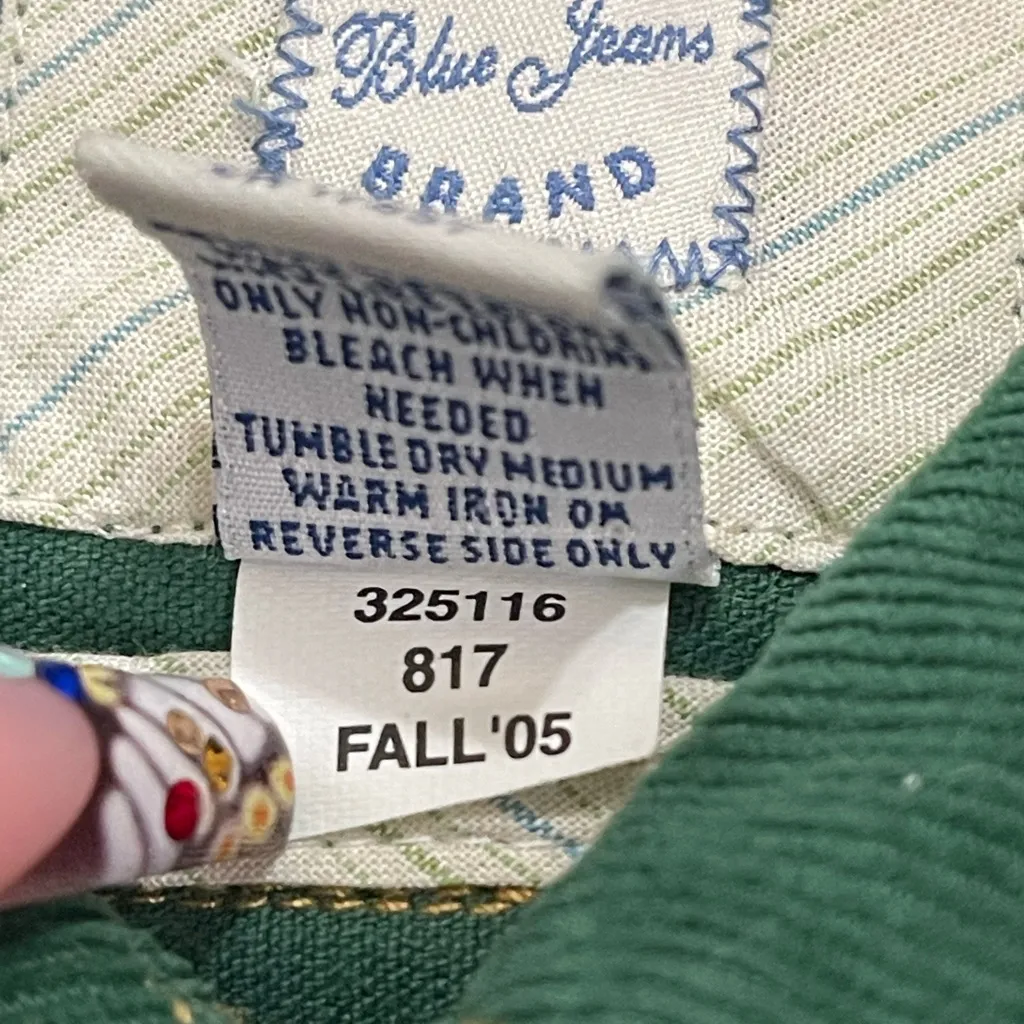 Blue Jeans
BRAND
ONLY NON-CHLORINE
BLEACH WHEN
NEEDED
TUMBLE DRY MEDIUM
WARM IRON ON
REVERSE SIDE ONLY
325116
817
FALL'05